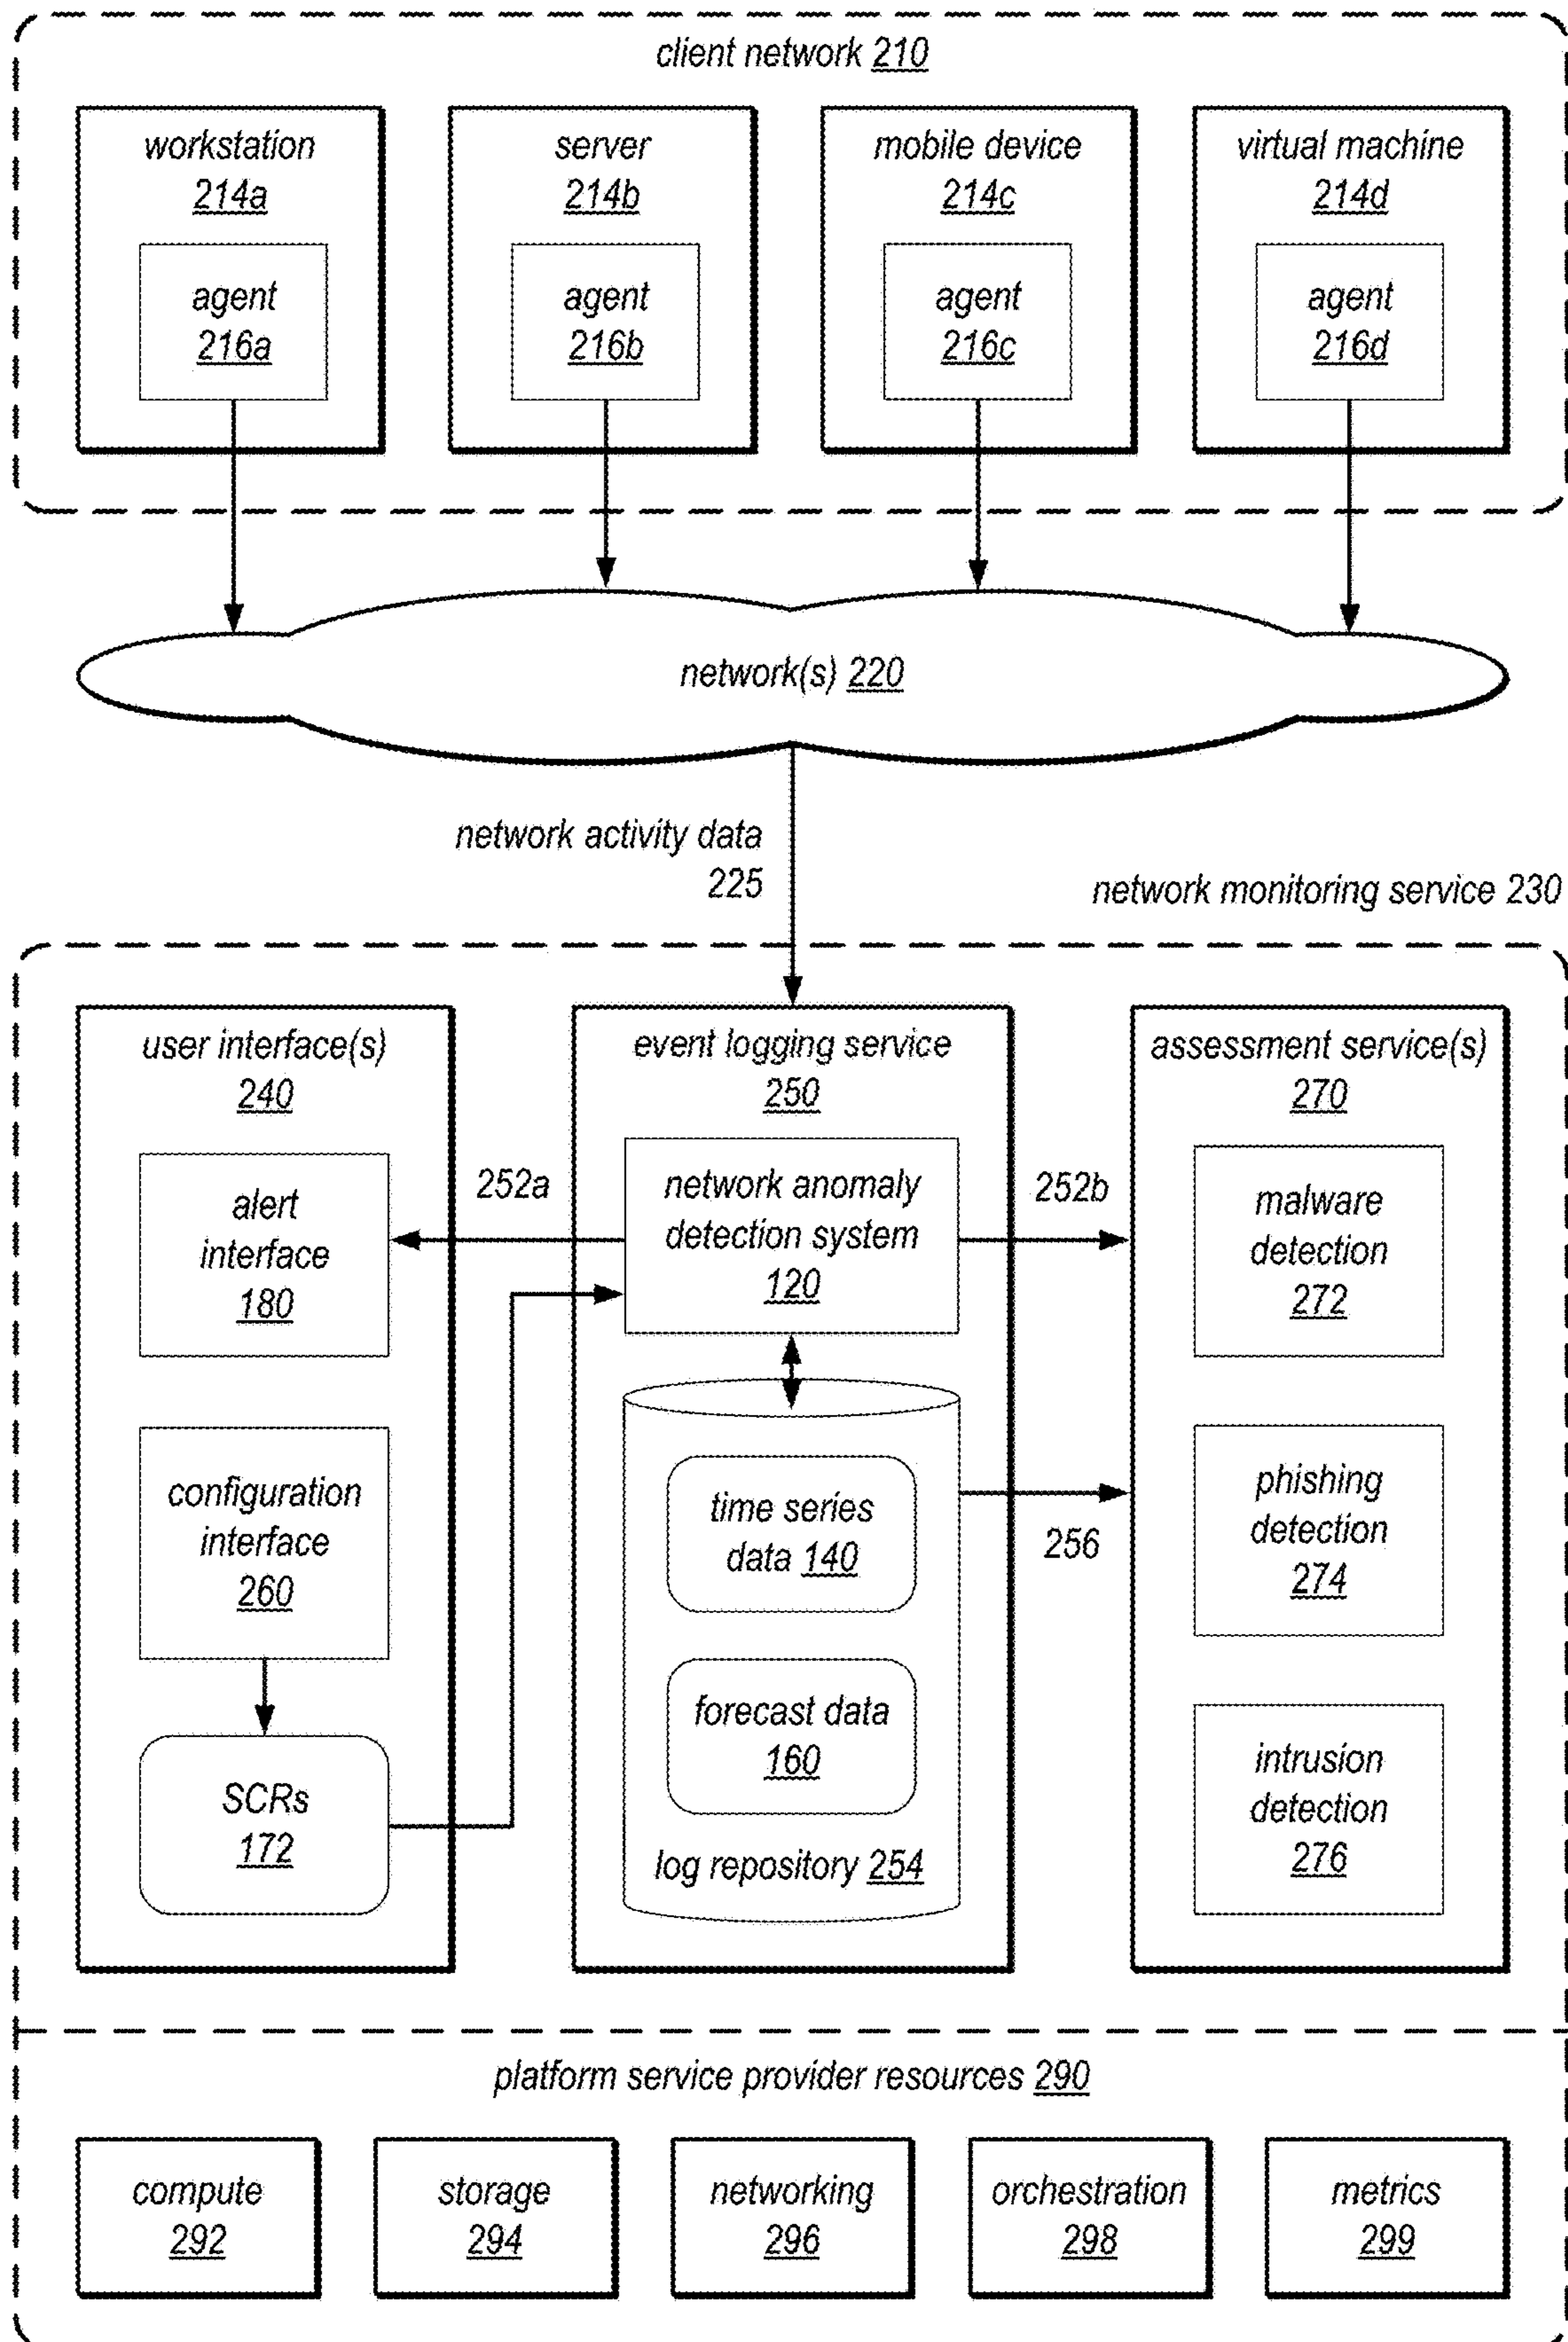 client network 210
workstation
214a
agent
216a
server
214b
agent
216b
mobile device
214c
agent
216c
virtual machine
214d
agent
216d
network(s) 220
network activity data
225
network monitoring service 230
user interface(s)
240
alert
interface
180
configuration
interface
260
SCRs
172
252a
event logging service
250
network anomaly
detection system
120
time series
data 140
forecast data
160
log repository 254
252b
256
assessment service(s)
270
malware
detection
272
phishing
detection
274
intrusion
detection
276
platform service provider resources 290
compute
292
storage
294
networking
296
orchestration
298
metrics
299